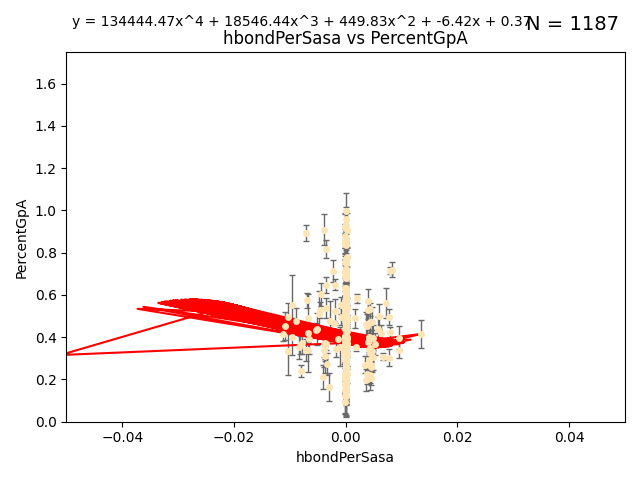 y = 134444.47x^4 + 18546.44x^3 + 449.83x^2 + -6.42x + 0.37
N = 1187
hbondPerSasa vs PercentGpA
PercentGpA
1.6
1.4
1.2
1.0
0.8
0.6
0.4
0.2
0.0
−0.04
−0.02
0.00
0.02
0.04
hbondPerSasa